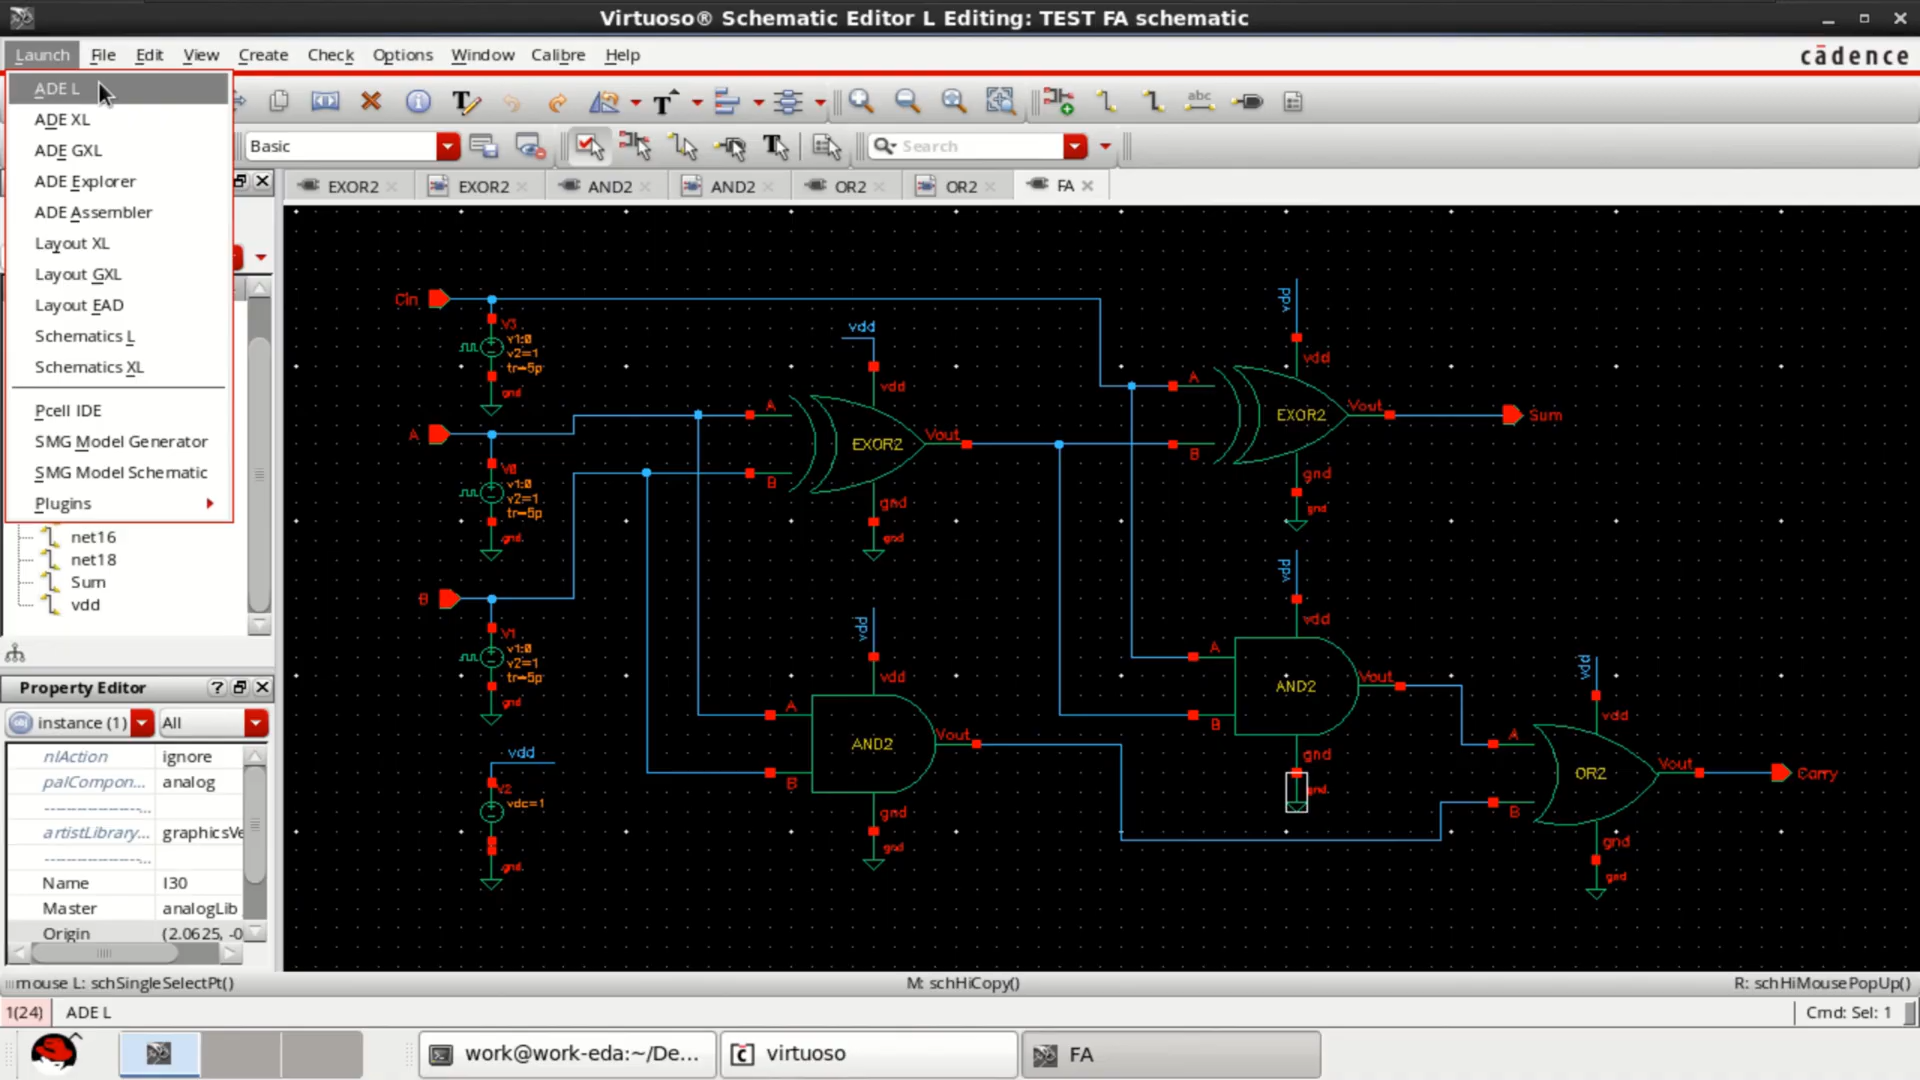 Virtuoso® Schematic Editor L Editing: TEST FA schematic
Launch File Edit View Create Check Options Window Calibre Help
cādence
ADE L
ADE XL
ADE GXL
ADE Explorer
ADE Assembler
Layout XL
Layout GXL
Layout EAD
Schematics L
Schematics XL
Pcell IDE
SMG Model Generator
SMG Model Schematic
Plugins
abc
Basic
Search
EXOR2
EXOR2
AND2
AND2
OR2
OR2
FA
net16
net18
Sum
vdd
Property Editor
instance (1)
All
nlAction ignore
palCompon... analog
artistLibrary... graphicsVe
Name I30
Master analogLib
Origin (2.0625, -0
Cin
V3
v1:0
v2=1
tr=5p
gnd
A
V0
v1:0
v2=1
tr=5p
gnd
B
V1
v1:0
v2=1
tr=5p
gnd
vdd
V2
vdc=1
gnd
vdd
vdd
A
B
EXOR2
Vout
gnd
gnd
vdd
vdd
A
B
AND2
Vout
gnd
gnd
vdd
vdd
A
B
EXOR2
Vout
Sum
gnd
gnd
vdd
vdd
A
B
AND2
Vout
gnd
gnd
vdd
vdd
A
B
OR2
Vout
Carry
gnd
gnd
mouse L: schSingleSelectPt()
M: schHiCopy()
R: schHiMousePopUp()
1(24)
ADE L
Cmd: Sel: 1
work@work-eda:~/De...
virtuoso
FA